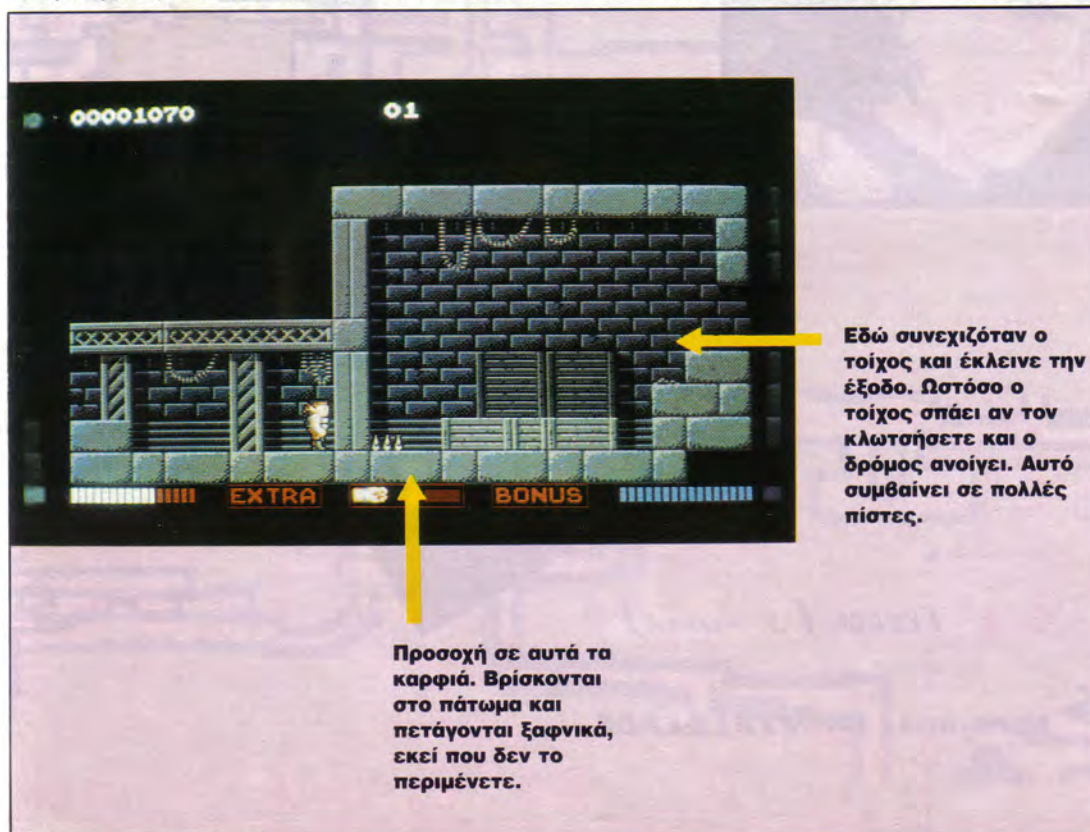 00001070 01
EXTRA BONUS
Εδώ συνεχιζόταν ο
τοίχος και έκλεινε την
έξοδο. Ωστόσο ο
τοίχος σπάει αν τον
κλωτσήσετε και ο
δρόμος ανοίγει. Αυτό
συμβαίνει σε πολλές
πίστες.
Προσοχή σε αυτά τα
καρφιά. Βρίσκονται
στο πάτωμα και
πετάγονται ξαφνικά,
εκεί που δεν το
περιμένετε.